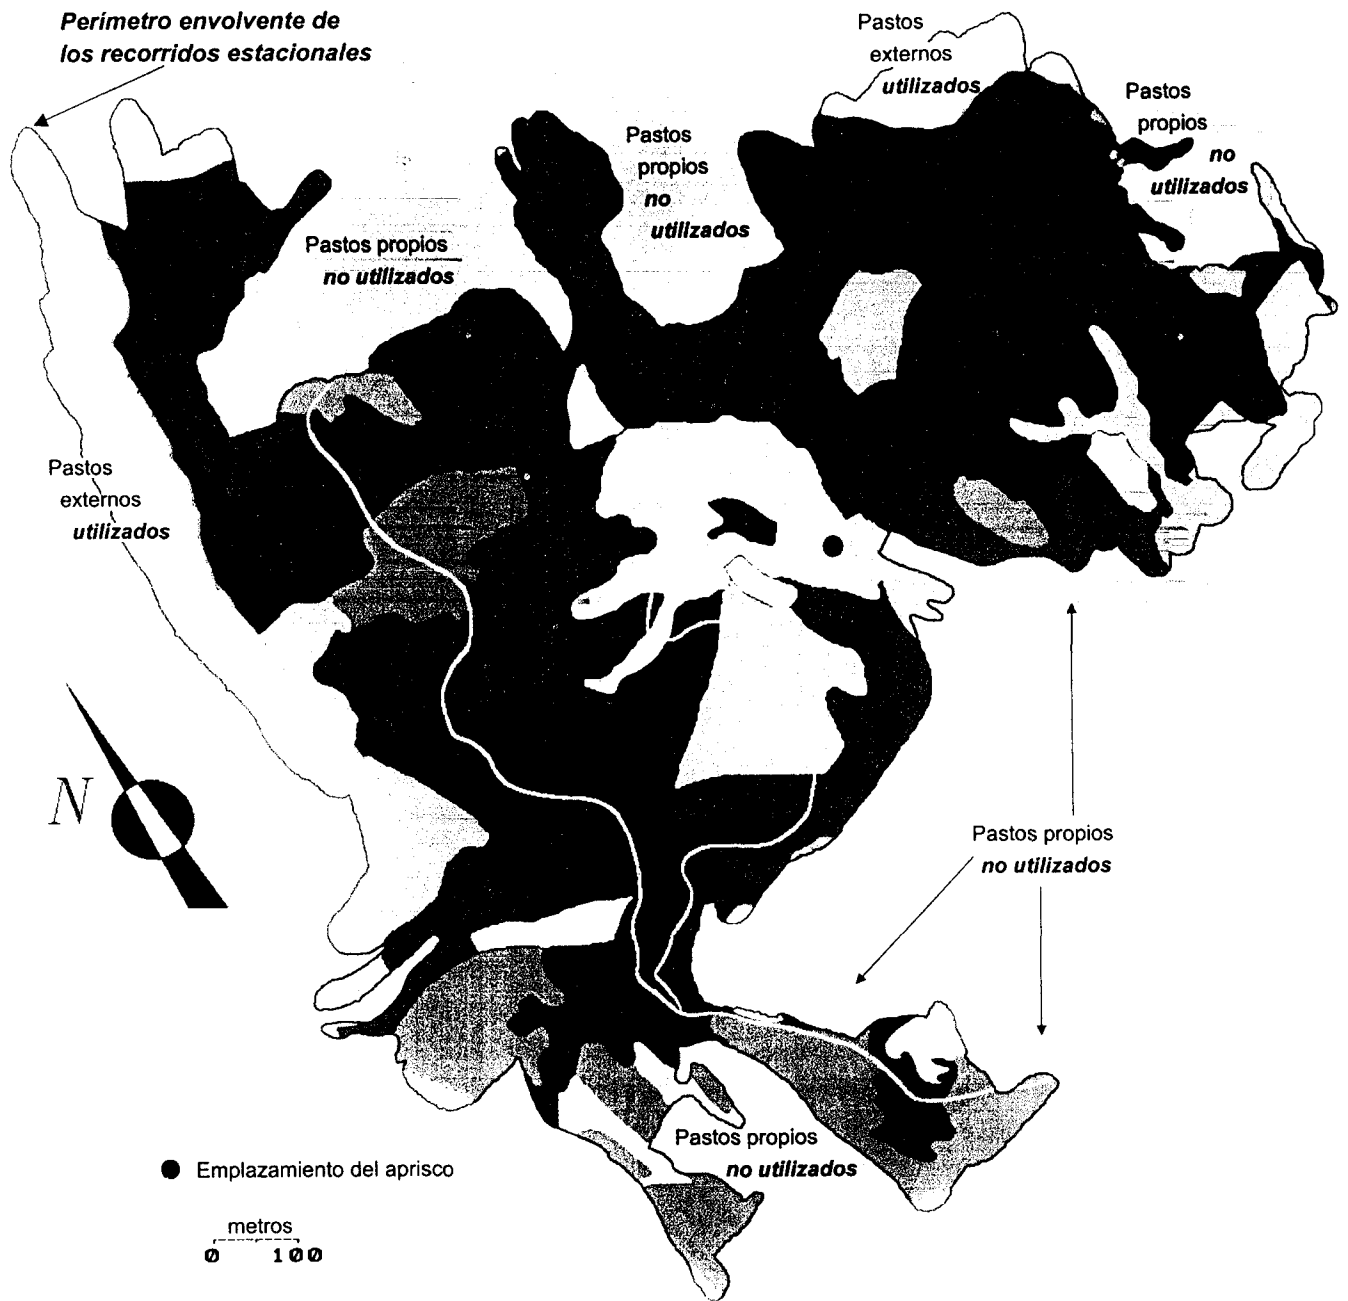 Perímetro envolvente de
los recorridos estacionales
Pastos
externos
utilizados
Pastos
propios
no
utilizados
Pastos
propios
no
utilizados
Pastos propios
no utilizados
Pastos
externos
utilizados
N
Pastos propios
no utilizados
Pastos propios
no utilizados
Emplazamiento del aprisco
metros
0 100